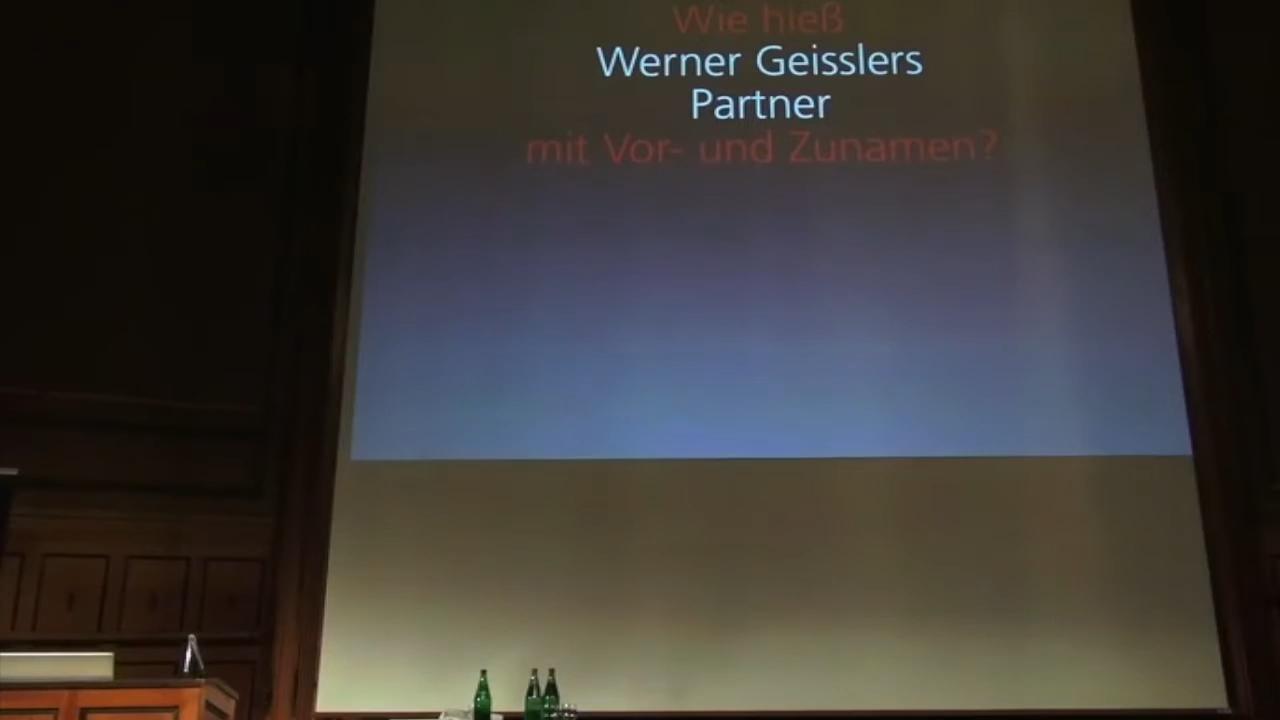 Wie hieß
Werner Geisslers
Partner
mit Vor- und Zunamen?